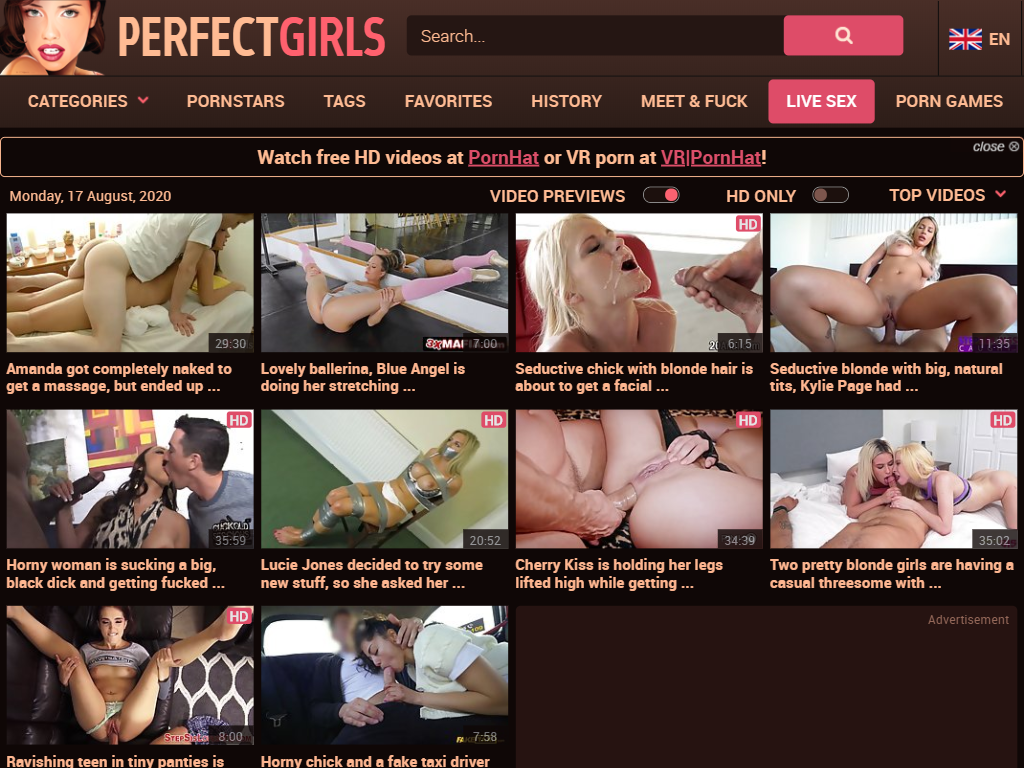 PERFECTGIRLS
Search...
EN
CATEGORIES
PORNSTARS
TAGS
FAVORITES
HISTORY
MEET & FUCK
LIVE SEX
PORN GAMES
Watch free HD videos at PornHat or VR porn at VR|PornHat!
close
Monday, 17 August, 2020
VIDEO PREVIEWS
HD ONLY
TOP VIDEOS
29:30
7:00
HD
6:15
11:35
Amanda got completely naked to
get a massage, but ended up ...
Lovely ballerina, Blue Angel is
doing her stretching ...
Seductive chick with blonde hair is
about to get a facial ...
Seductive blonde with big, natural
tits, Kylie Page had ...
HD
35:59
HD
20:52
HD
34:39
HD
35:02
Horny woman is sucking a big,
black dick and getting fucked ...
Lucie Jones decided to try some
new stuff, so she asked her ...
Cherry Kiss is holding her legs
lifted high while getting ...
Two pretty blonde girls are having a
casual threesome with ...
HD
8:00
7:58
Advertisement
Ravishing teen in tiny panties is
Horny chick and a fake taxi driver